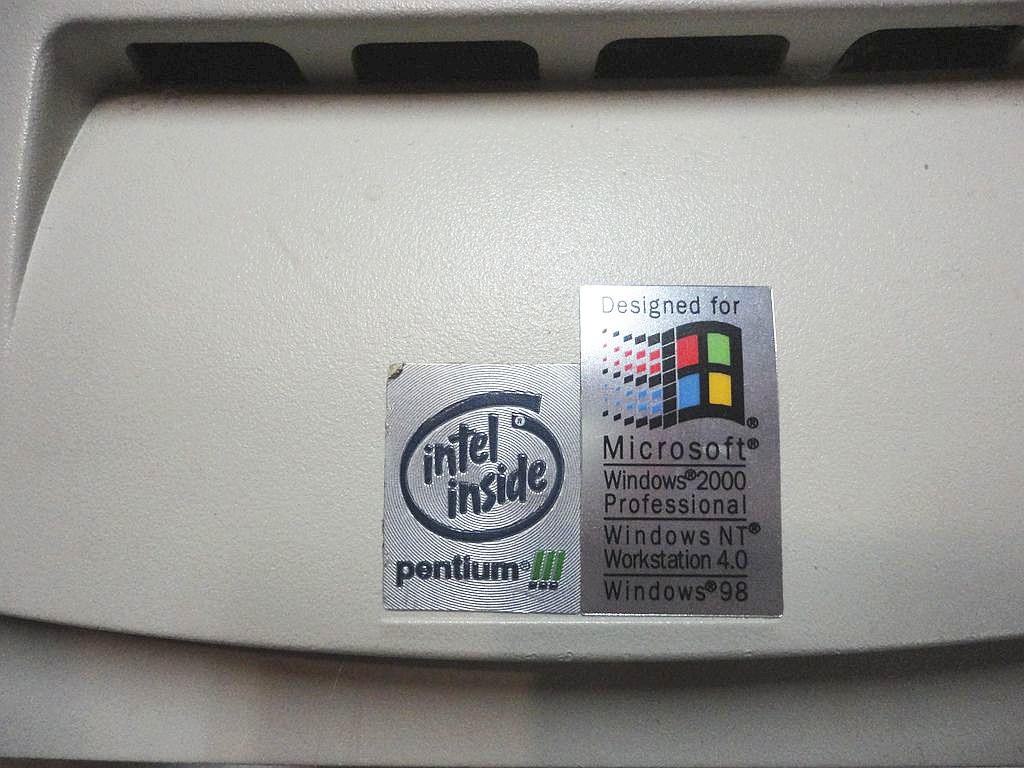 intel®
inside
pentium® III
Designed for
Microsoft®
Windows®2000
Professional
Windows NT®
Workstation 4.0
Windows®98